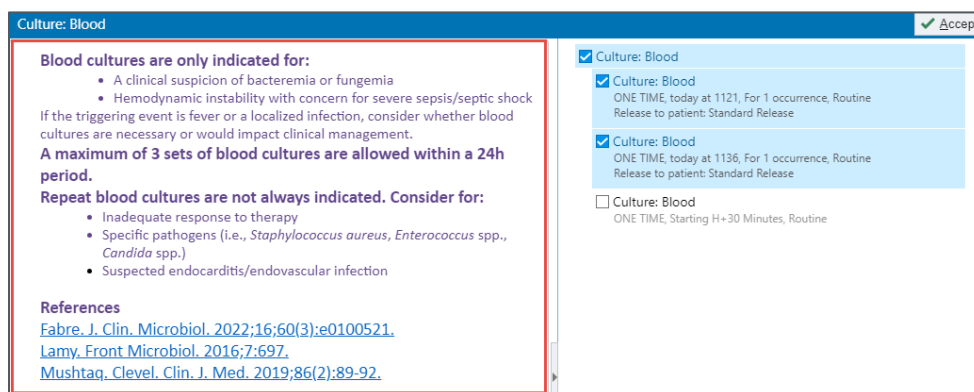 Culture: Blood
Accep
Blood cultures are only indicated for:
• A clinical suspicion of bacteremia or fungemia
• Hemodynamic instability with concern for severe sepsis/septic shock
If the triggering event is fever or a localized infection, consider whether blood
cultures are necessary or would impact clinical management.
A maximum of 3 sets of blood cultures are allowed within a 24h
period.
Repeat blood cultures are not always indicated. Consider for:
• Inadequate response to therapy
• Specific pathogens (i.e., Staphylococcus aureus, Enterococcus spp.,
Candida spp.)
• Suspected endocarditis/endovascular infection
References
Fabre. J. Clin. Microbiol. 2022;16;60(3):e0100521.
Lamy. Front Microbiol. 2016;7:697.
Mushtaq. Clevel. Clin. J. Med. 2019;86(2):89-92.
Culture: Blood
Culture: Blood
ONE TIME, today at 1121, For 1 occurrence, Routine
Release to patient: Standard Release
Culture: Blood
ONE TIME, today at 1136, For 1 occurrence, Routine
Release to patient: Standard Release
Culture: Blood
ONE TIME, Starting H+30 Minutes, Routine